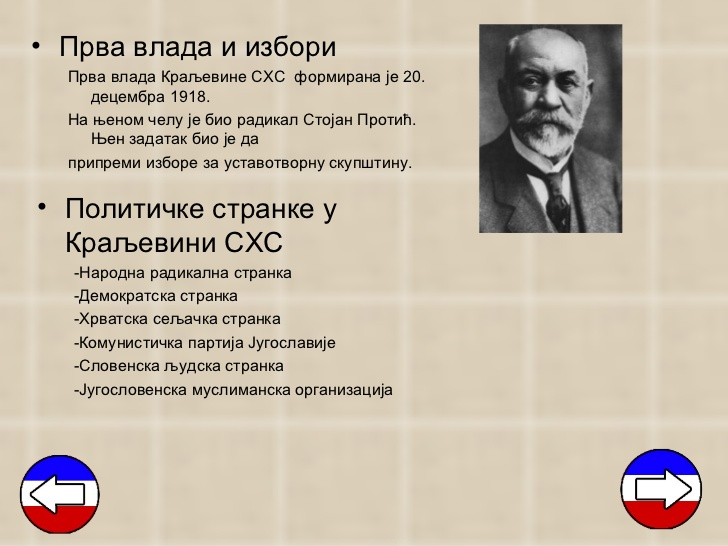 • Прва влада и избори
Прва влада Краљевине СХС формирана је 20.
децембра 1918.
На њеном челу је био радикал Стојан Протић.
Њен задатак био је да
припреми изборе за уставотворну скупштину.
• Политичке странке у
Краљевини СХС
-Народна радикална странка
-Демократска странка
-Хрватска сељачка странка
-Комунистичка партија Југославије
-Словенска људска странка
-Југословенска муслиманска организација